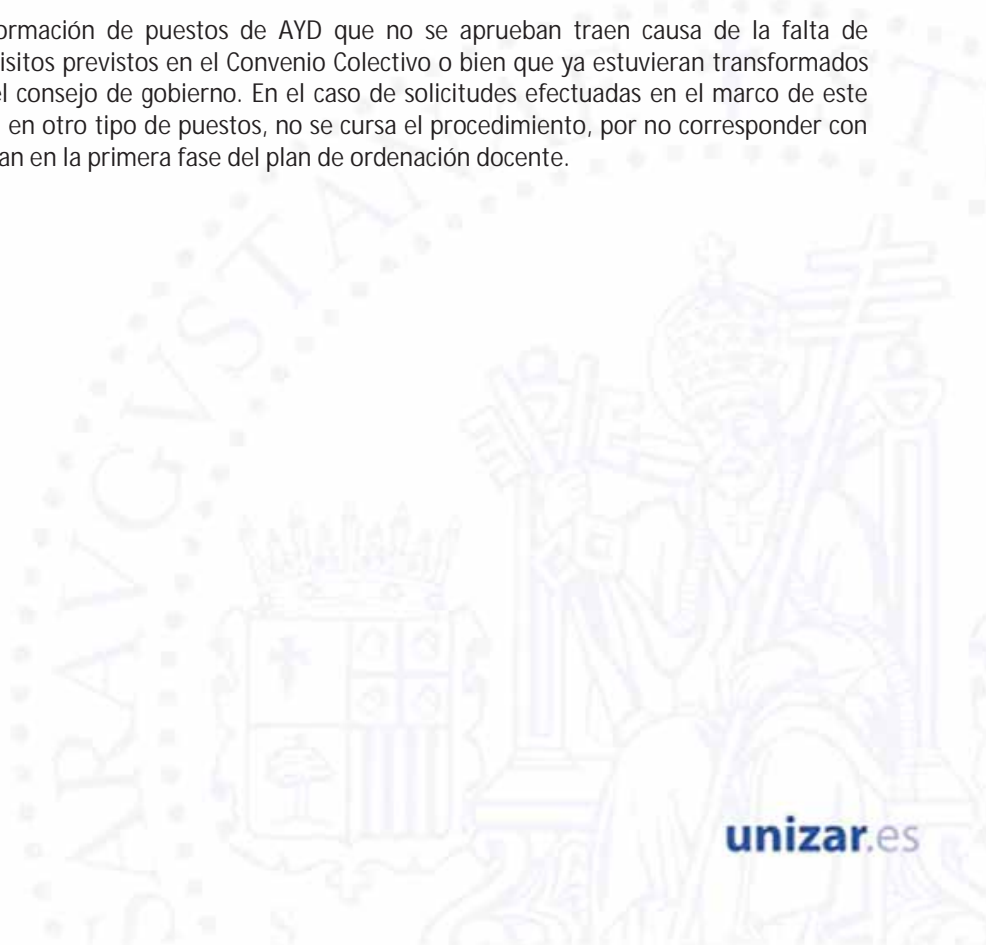 ormación de puestos de AYD que no se aprueban traen causa de la falta de
isitos previstos en el Convenio Colectivo o bien que ya estuvieran transformados
el consejo de gobierno. En el caso de solicitudes efectuadas en el marco de este
en otro tipo de puestos, no se cursa el procedimiento, por no corresponder con
an en la primera fase del plan de ordenación docente.
SARAVGVSTANE
unizar.es